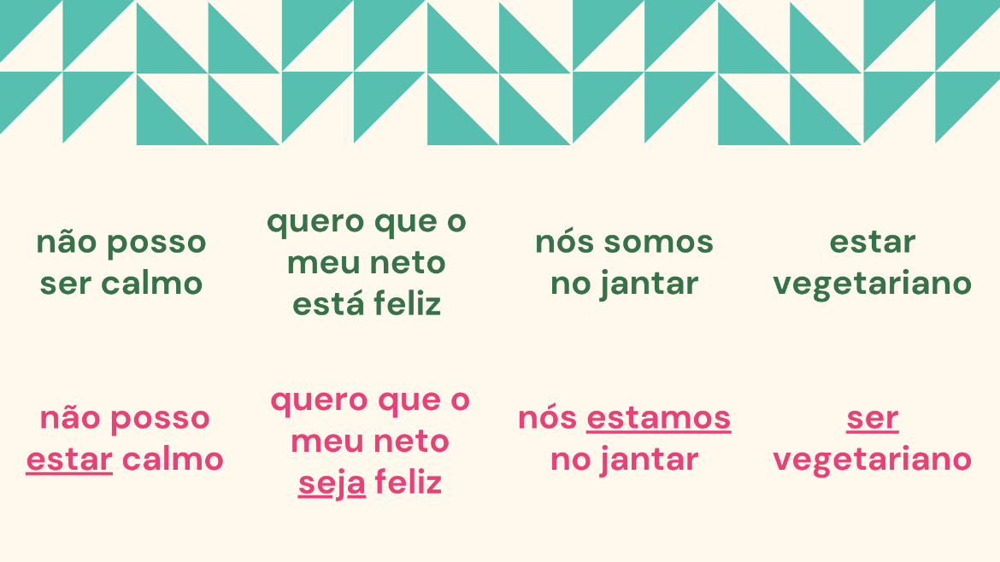 não posso
ser calmo
quero que o
meu neto
está feliz
nós somos
no jantar
estar
vegetariano
não posso
estar calmo
quero que o
meu neto
seja feliz
nós estamos
no jantar
ser
vegetariano